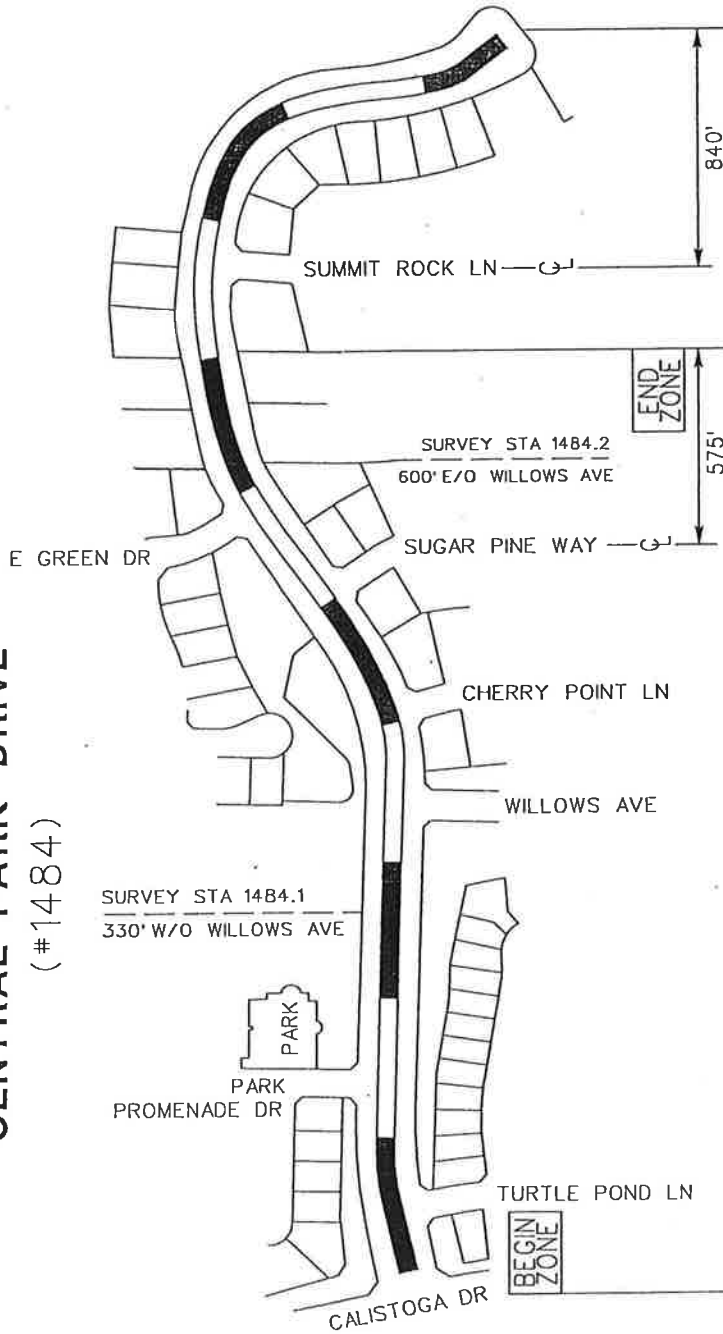 CENTRAL PARK DRIVE
(#1484)
840'
SUMMIT ROCK LN
CL
END
ZONE
575'
SURVEY STA 1484.2
600' E/O WILLOWS AVE
E GREEN DR
SUGAR PINE WAY
CL
CHERRY POINT LN
WILLOWS AVE
SURVEY STA 1484.1
330' W/O WILLOWS AVE
PARK
PARK
PROMENADE DR
TURTLE POND LN
BEGIN
ZONE
CALISTOGA DR